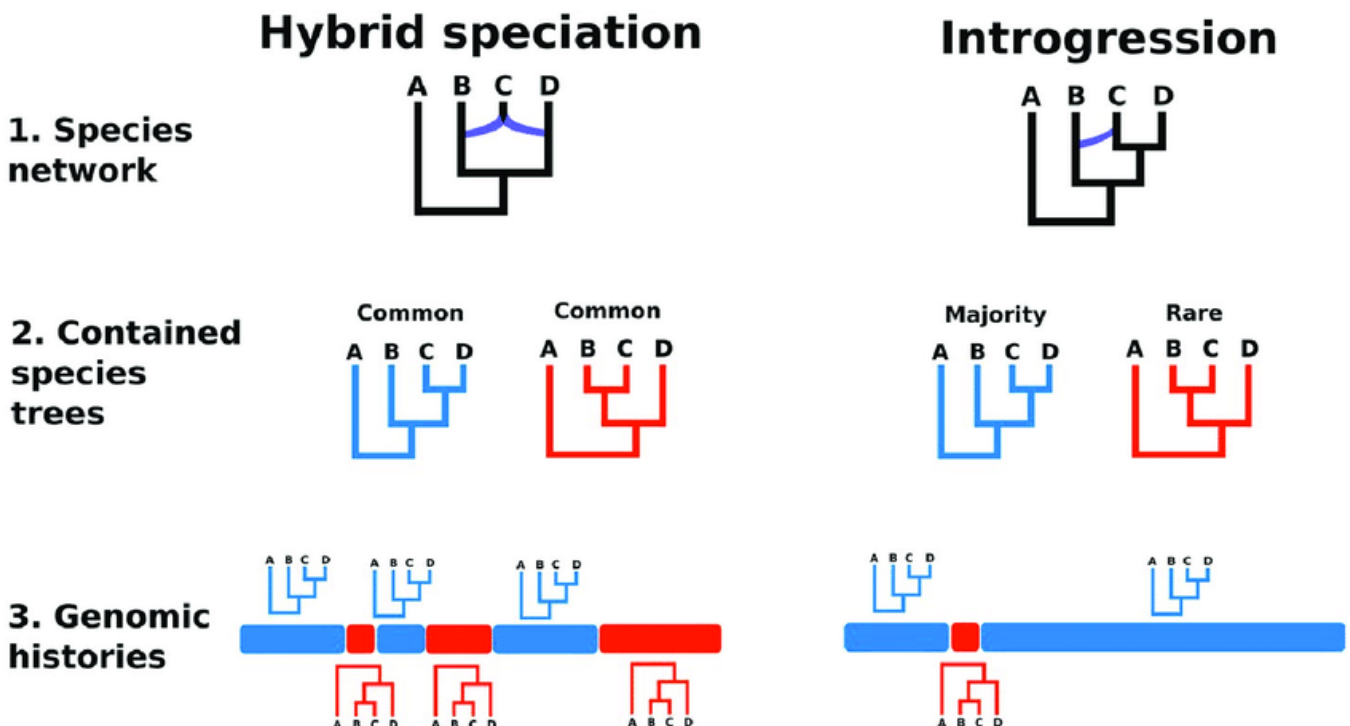 Hybrid speciation
Introgression
A B C D
A B C D
1. Species
network
Common
Common
Majority
Rare
2. Contained
species
trees
A B C D
A B C D
A B C D
A B C D
3. Genomic
histories
A B C D
A B C D
A B C D
A B C D
A B C D
A B C D
A B C D
A B C D
A B C D